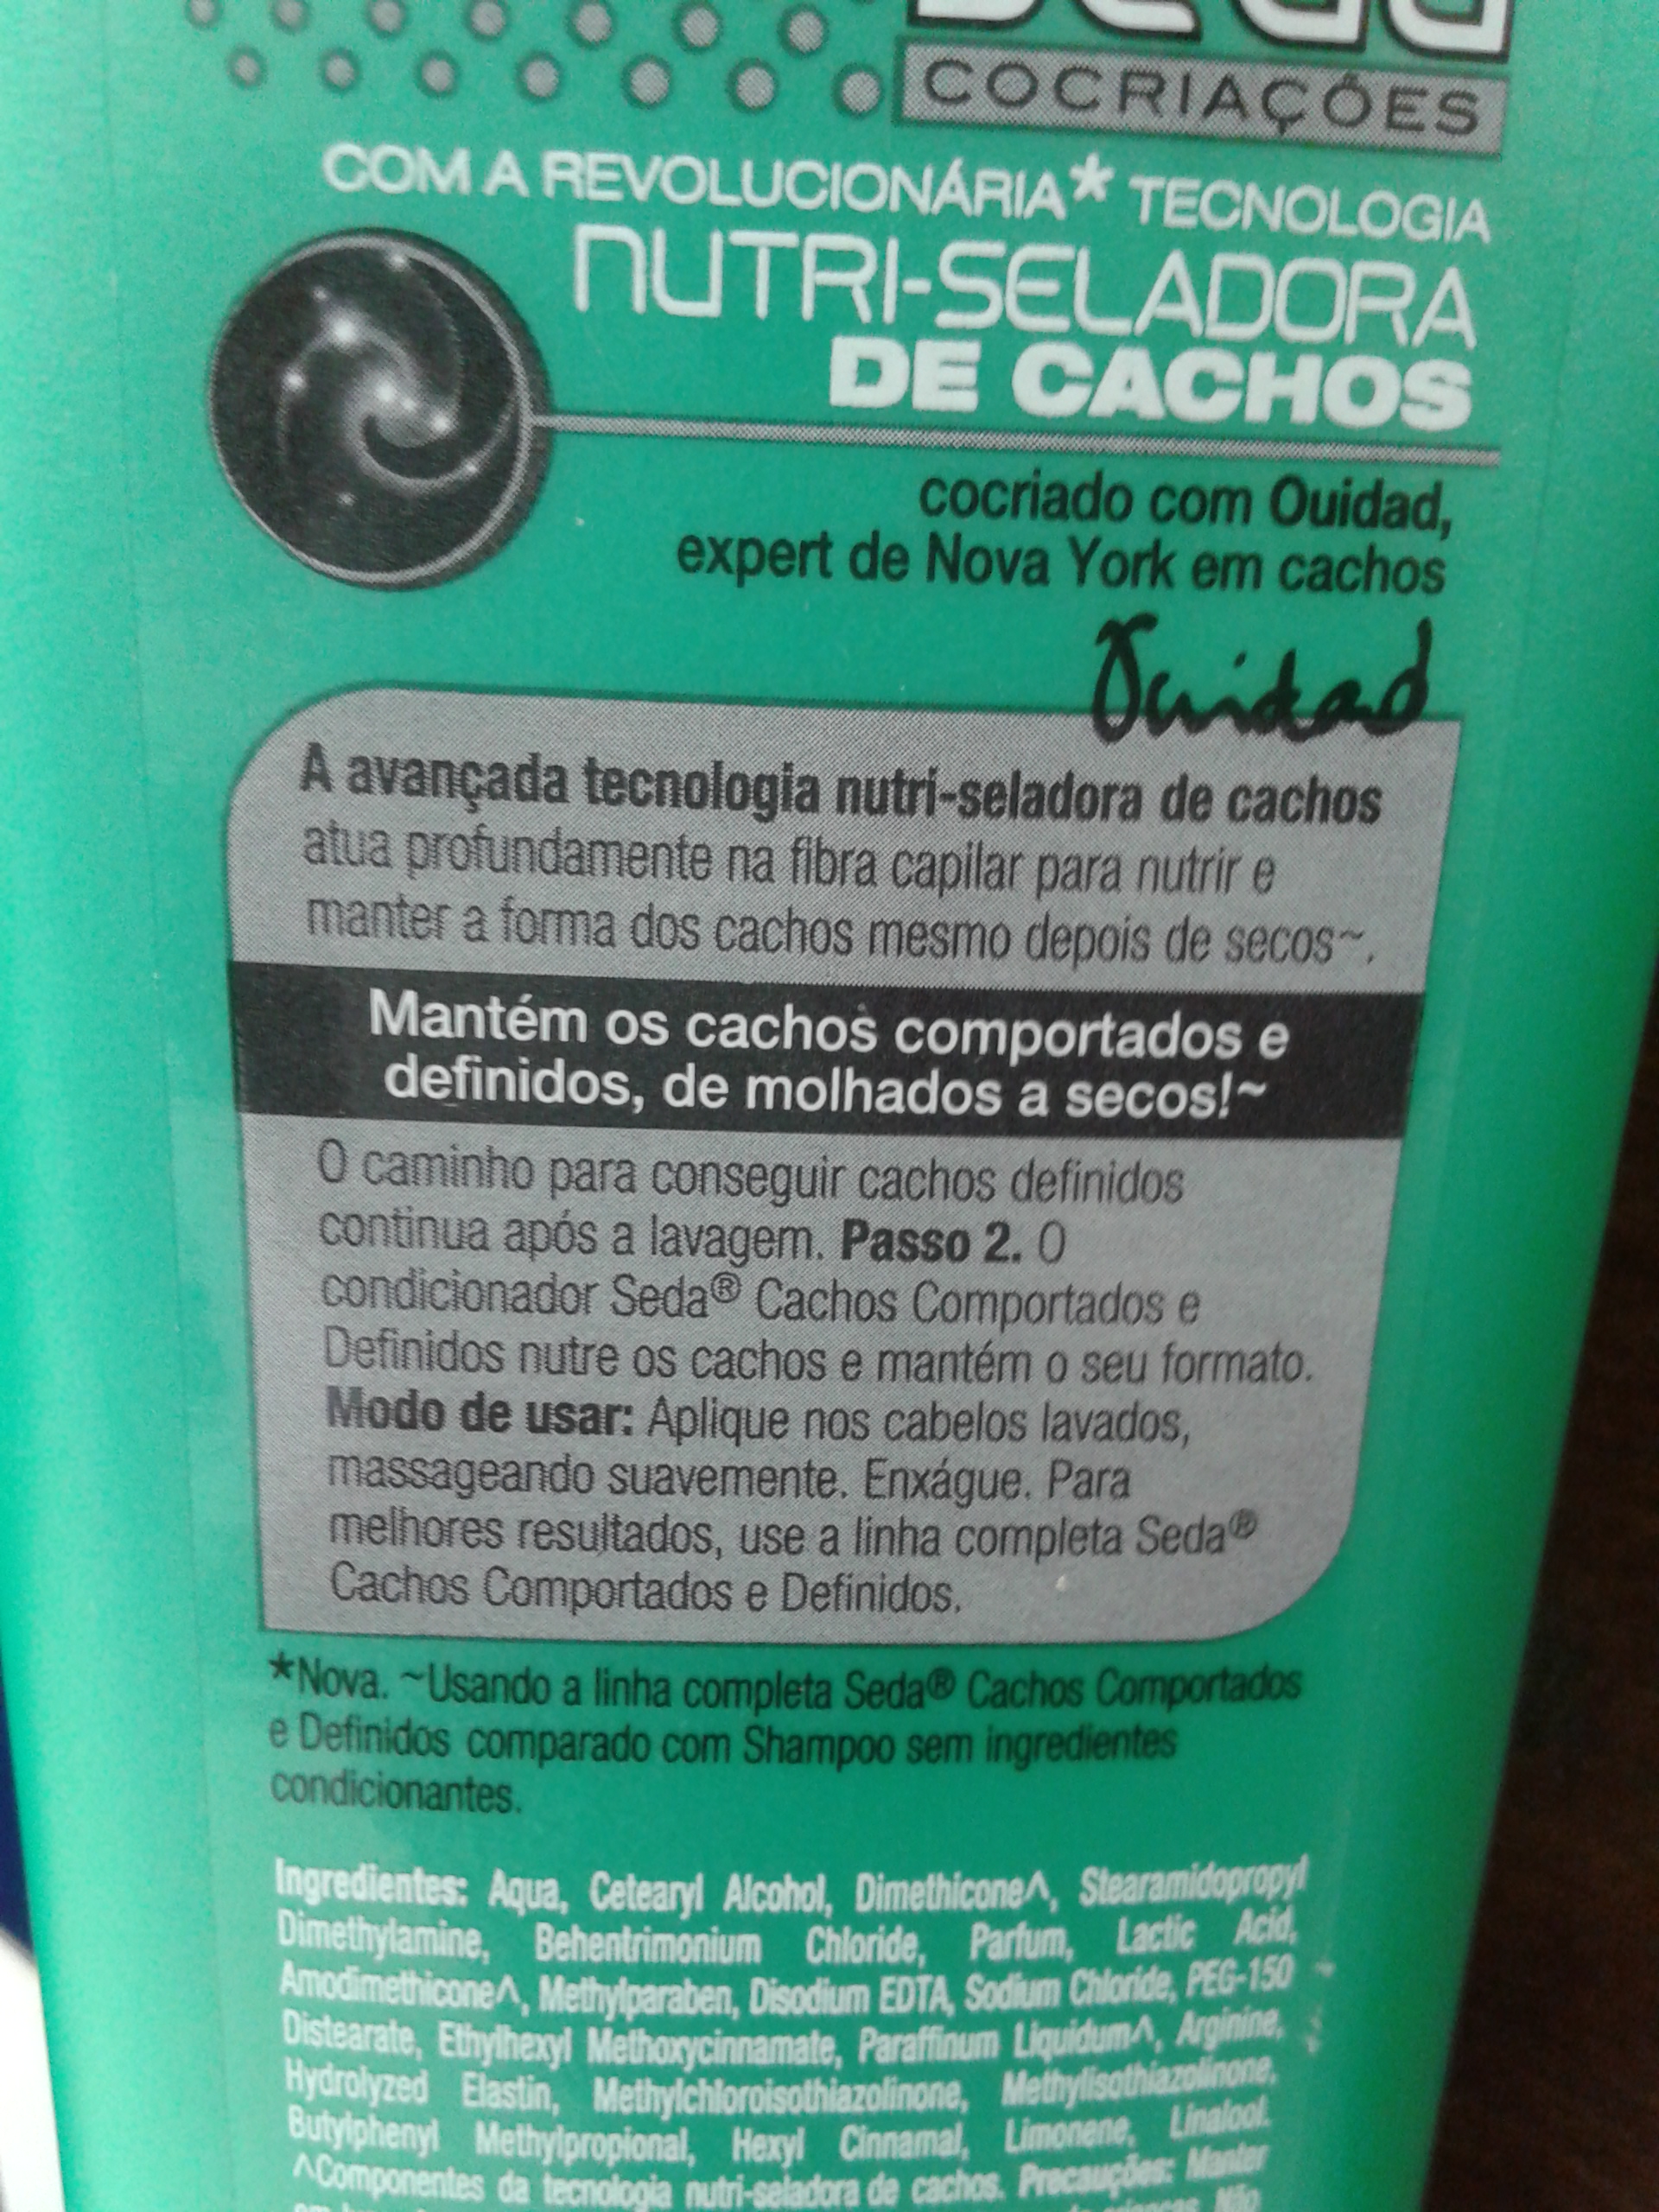 Seda
COCRIAÇÕES
COM A REVOLUCIONÁRIA* TECNOLOGIA
NUTRI-SELADORA
DE CACHOS
cocriado com Ouidad,
expert de Nova York em cachos
Ouidad
A avançada tecnologia nutri-seladora de cachos
atua profundamente na fibra capilar para nutrir e
manter a forma dos cachos mesmo depois de secos~.
Mantém os cachos comportados e
definidos, de molhados a secos!~
O caminho para conseguir cachos definidos
continua após a lavagem. Passo 2. O
condicionador Seda® Cachos Comportados e
Definidos nutre os cachos e mantém o seu formato.
Modo de usar: Aplique nos cabelos lavados,
massageando suavemente. Enxágue. Para
melhores resultados, use a linha completa Seda®
Cachos Comportados e Definidos.
*Nova. ~Usando a linha completa Seda® Cachos Comportados
e Definidos comparado com Shampoo sem ingredientes
condicionantes.
Ingredientes: Aqua, Cetearyl Alcohol, Dimethicone^, Stearamidopropyl
Dimethylamine, Behentrimonium Chloride, Parfum, Lactic Acid,
Amodimethicone^, Methylparaben, Disodium EDTA, Sodium Chloride, PEG-150
Distearate, Ethylhexyl Methoxycinnamate, Paraffinum Liquidum^, Arginine,
Hydrolyzed Elastin, Methylchloroisothiazolinone, Methylisothiazolinone,
Butylphenyl Methylpropional, Hexyl Cinnamal, Limonene, Linalool.
^Componentes da tecnologia nutri-seladora de cachos. Precauções: Manter
crianças. Não